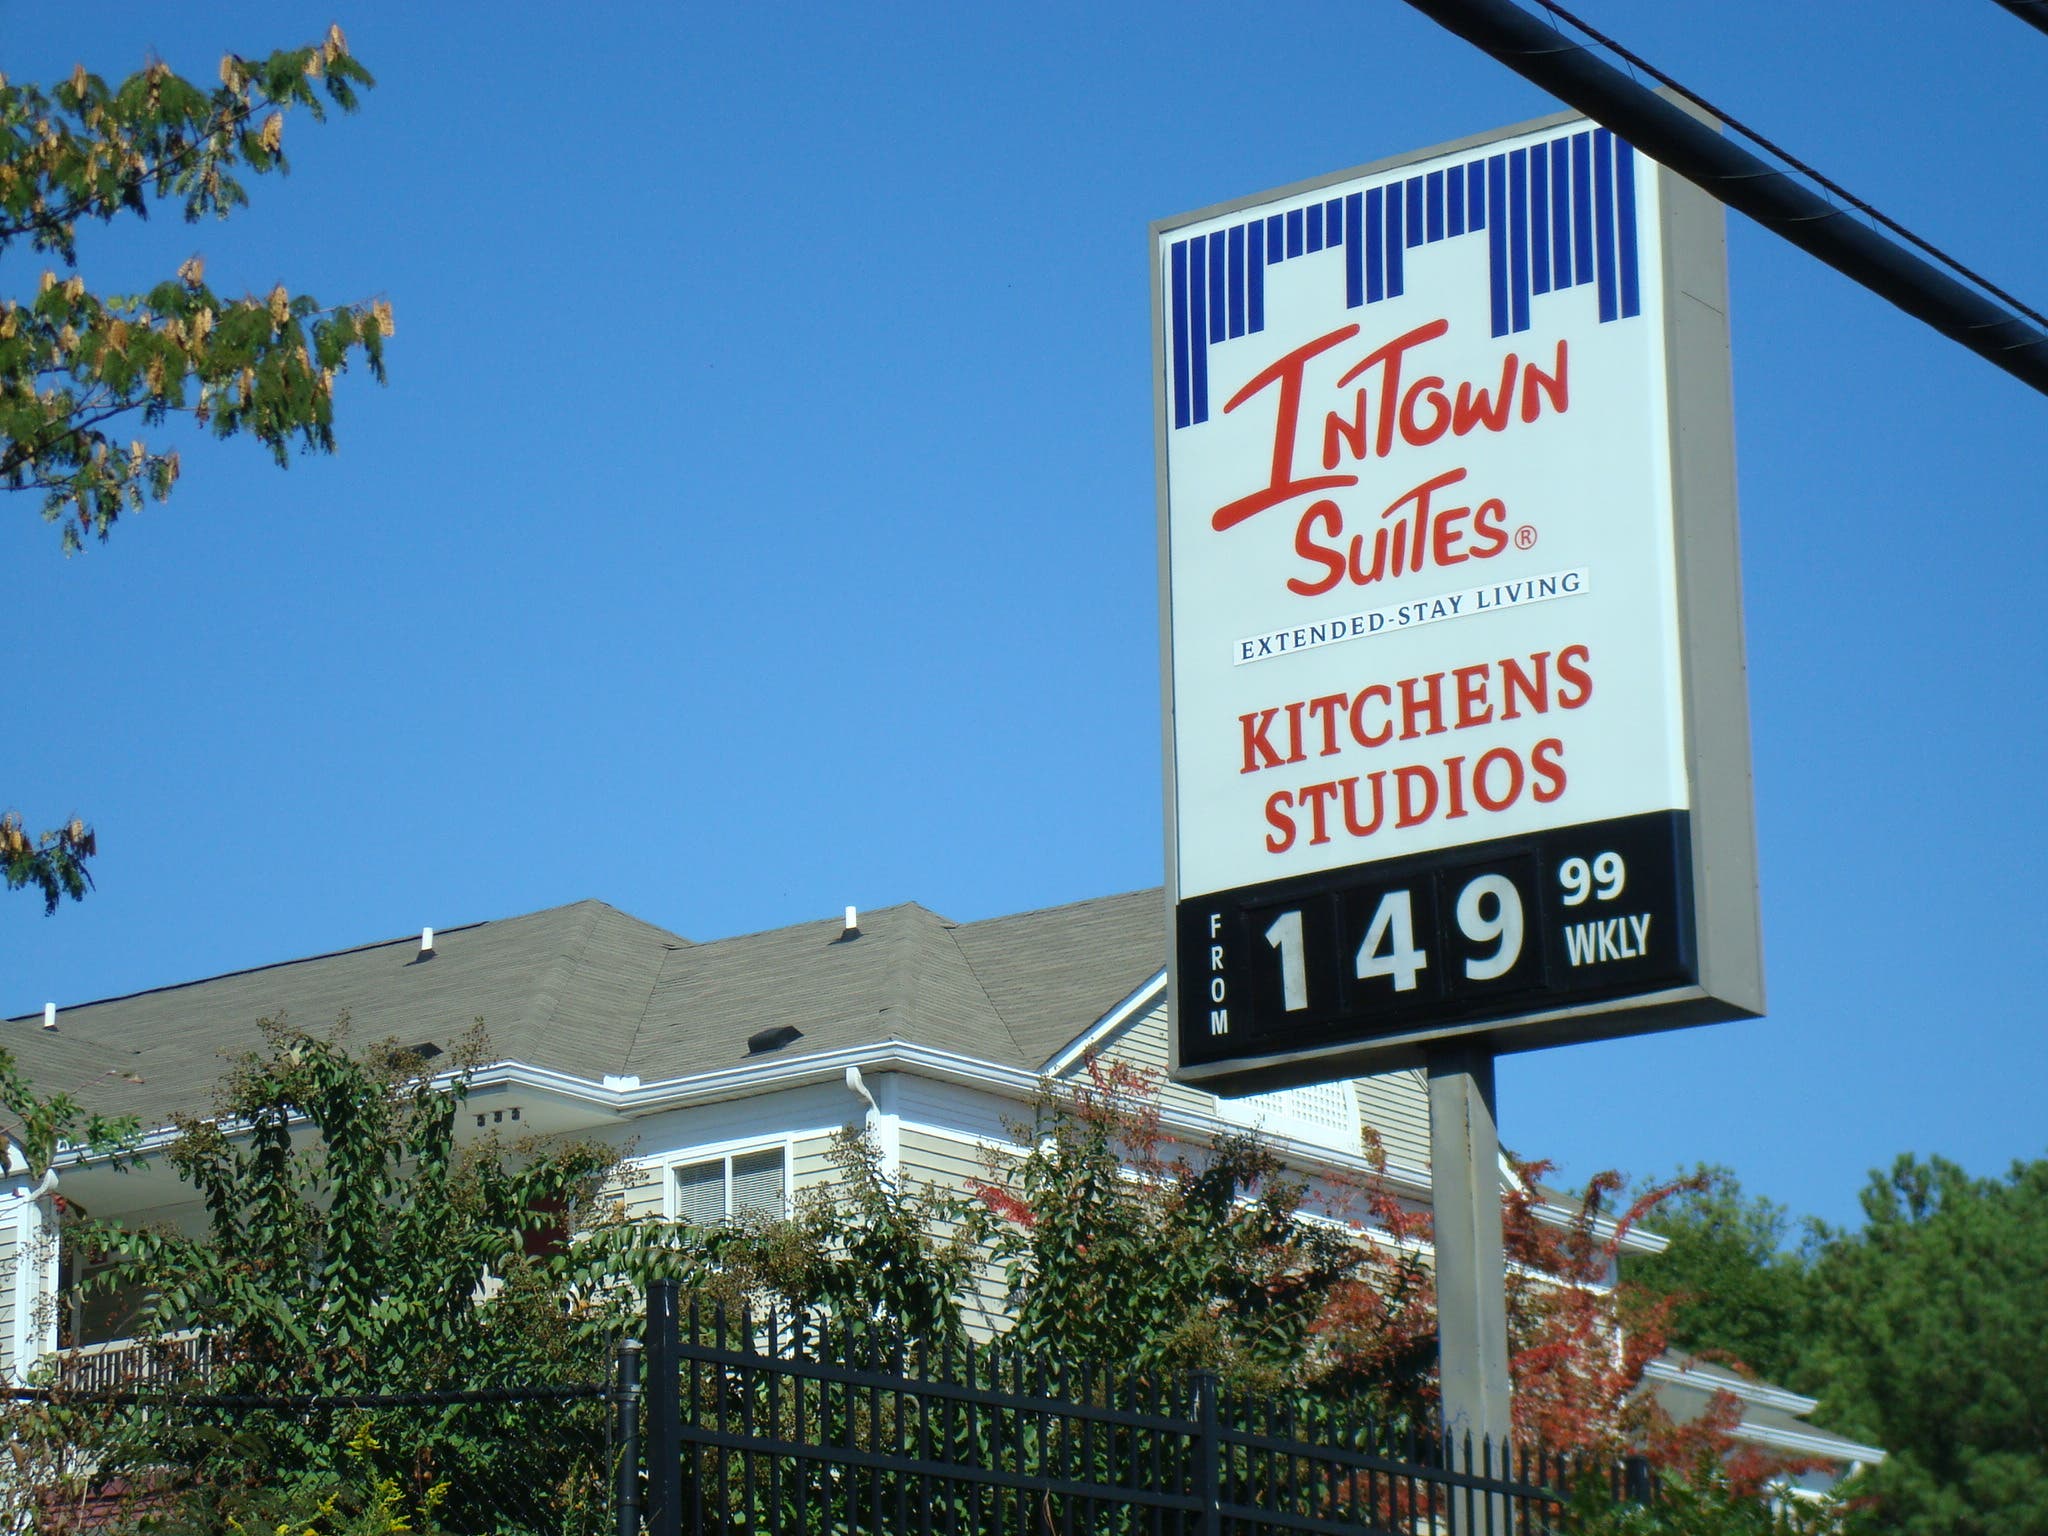 INTOWN
SUITES®
EXTENDED-STAY LIVING
KITCHENS
STUDIOS
FROM 149 99
WKLY